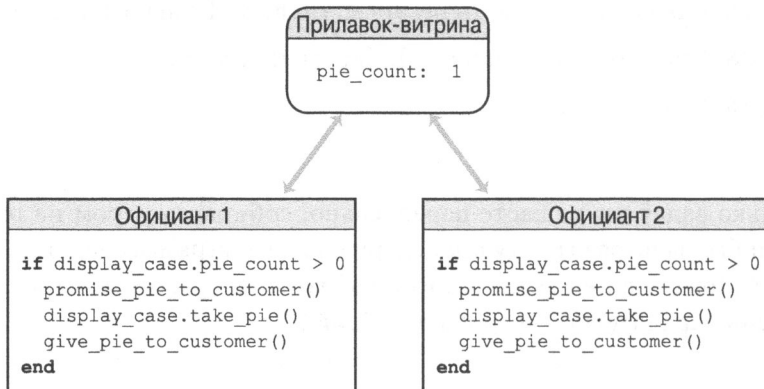 Прилавок-витрина
pie_count: 1
Официант 1
if display_case.pie_count > 0
promise_pie_to_customer()
display_case.take_pie()
give_pie_to_customer()
end
Официант 2
if display_case.pie_count > 0
promise_pie_to_customer()
display_case.take_pie()
give_pie_to_customer()
end